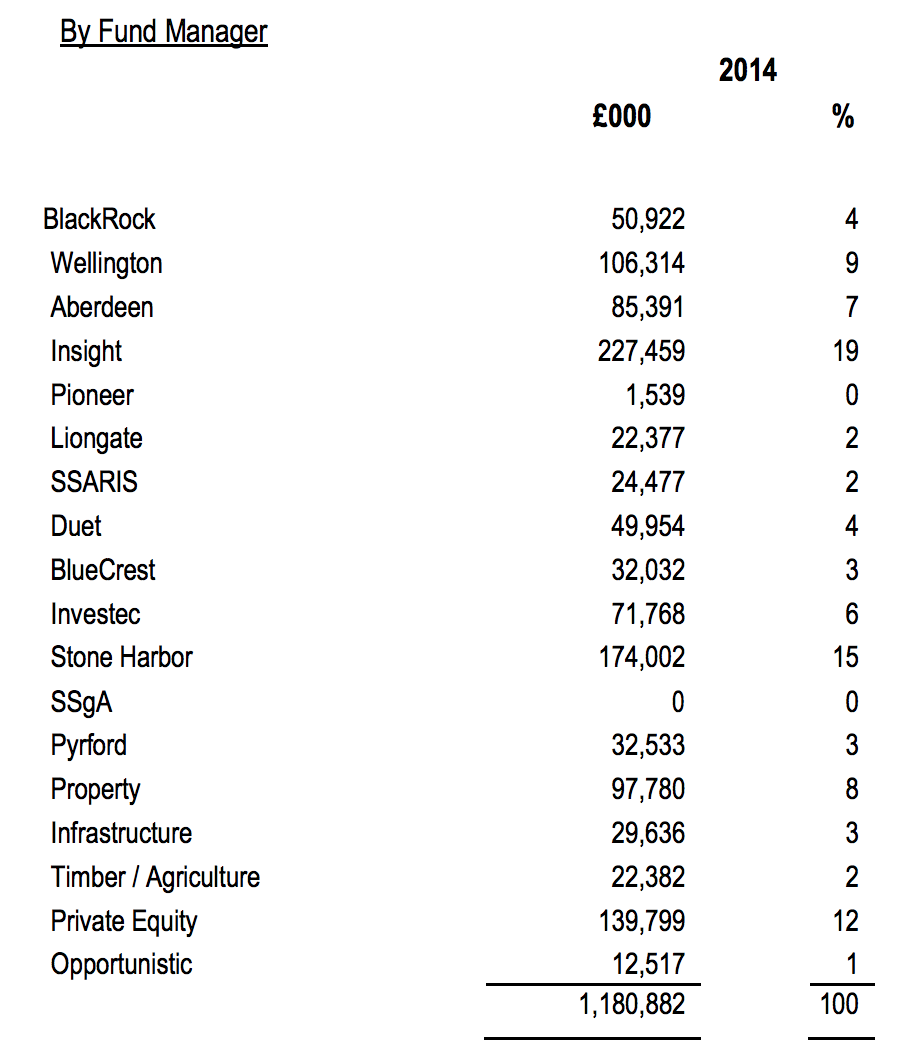 By Fund Manager
2014
£000 %
BlackRock 50,922 4
Wellington 106,314 9
Aberdeen 85,391 7
Insight 227,459 19
Pioneer 1,539 0
Liongate 22,377 2
SSARIS 24,477 2
Duet 49,954 4
BlueCrest 32,032 3
Investec 71,768 6
Stone Harbor 174,002 15
SSgA 0 0
Pyrford 32,533 3
Property 97,780 8
Infrastructure 29,636 3
Timber / Agriculture 22,382 2
Private Equity 139,799 12
Opportunistic 12,517 1
1,180,882 100